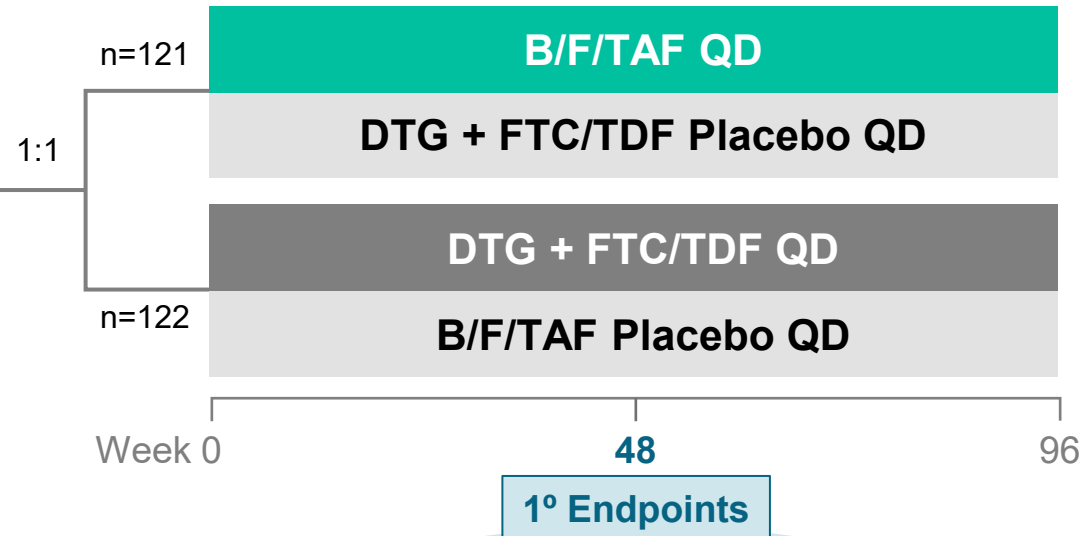 n=121
B/F/TAF QD
DTG + FTC/TDF Placebo QD
1:1
DTG + FTC/TDF QD
n=122
B/F/TAF Placebo QD
Week 0
48
96
1º Endpoints